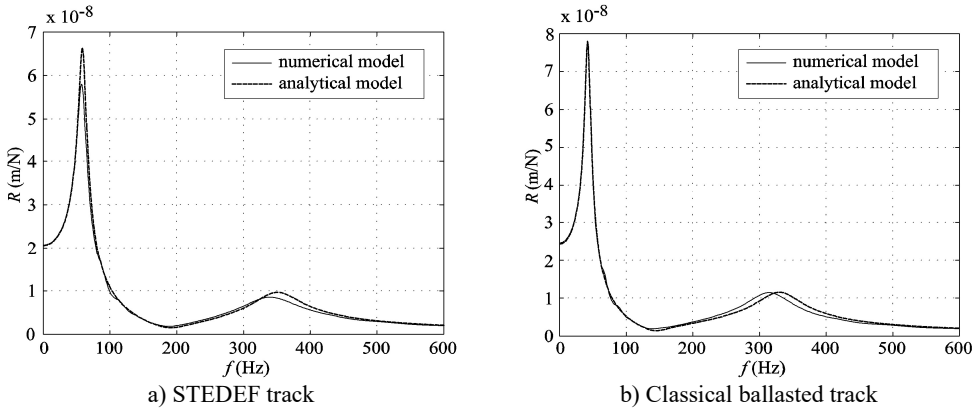 x 10⁻⁸
7
6
5
4
3
2
1
0
R (m/N)
0 100 200 300 400 500 600
f (Hz)
numerical model
analytical model
a) STEDEF track
x 10⁻⁸
8
7
6
5
4
3
2
1
0
R (m/N)
0 100 200 300 400 500 600
f (Hz)
numerical model
analytical model
b) Classical ballasted track